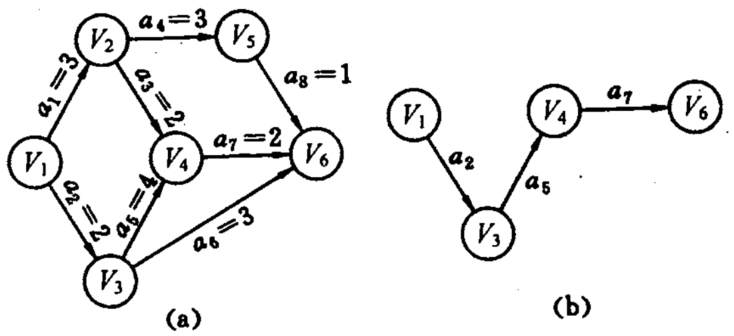 a₄=3
V₂
V₅
a₁=3
a₃=2
a₈=1
V₁
V₄
a₇=2
V₆
a₂=2
a₅=4
a₆=3
V₃
(a)
V₁
V₄
a₇
V₆
a₂
a₅
V₃
(b)